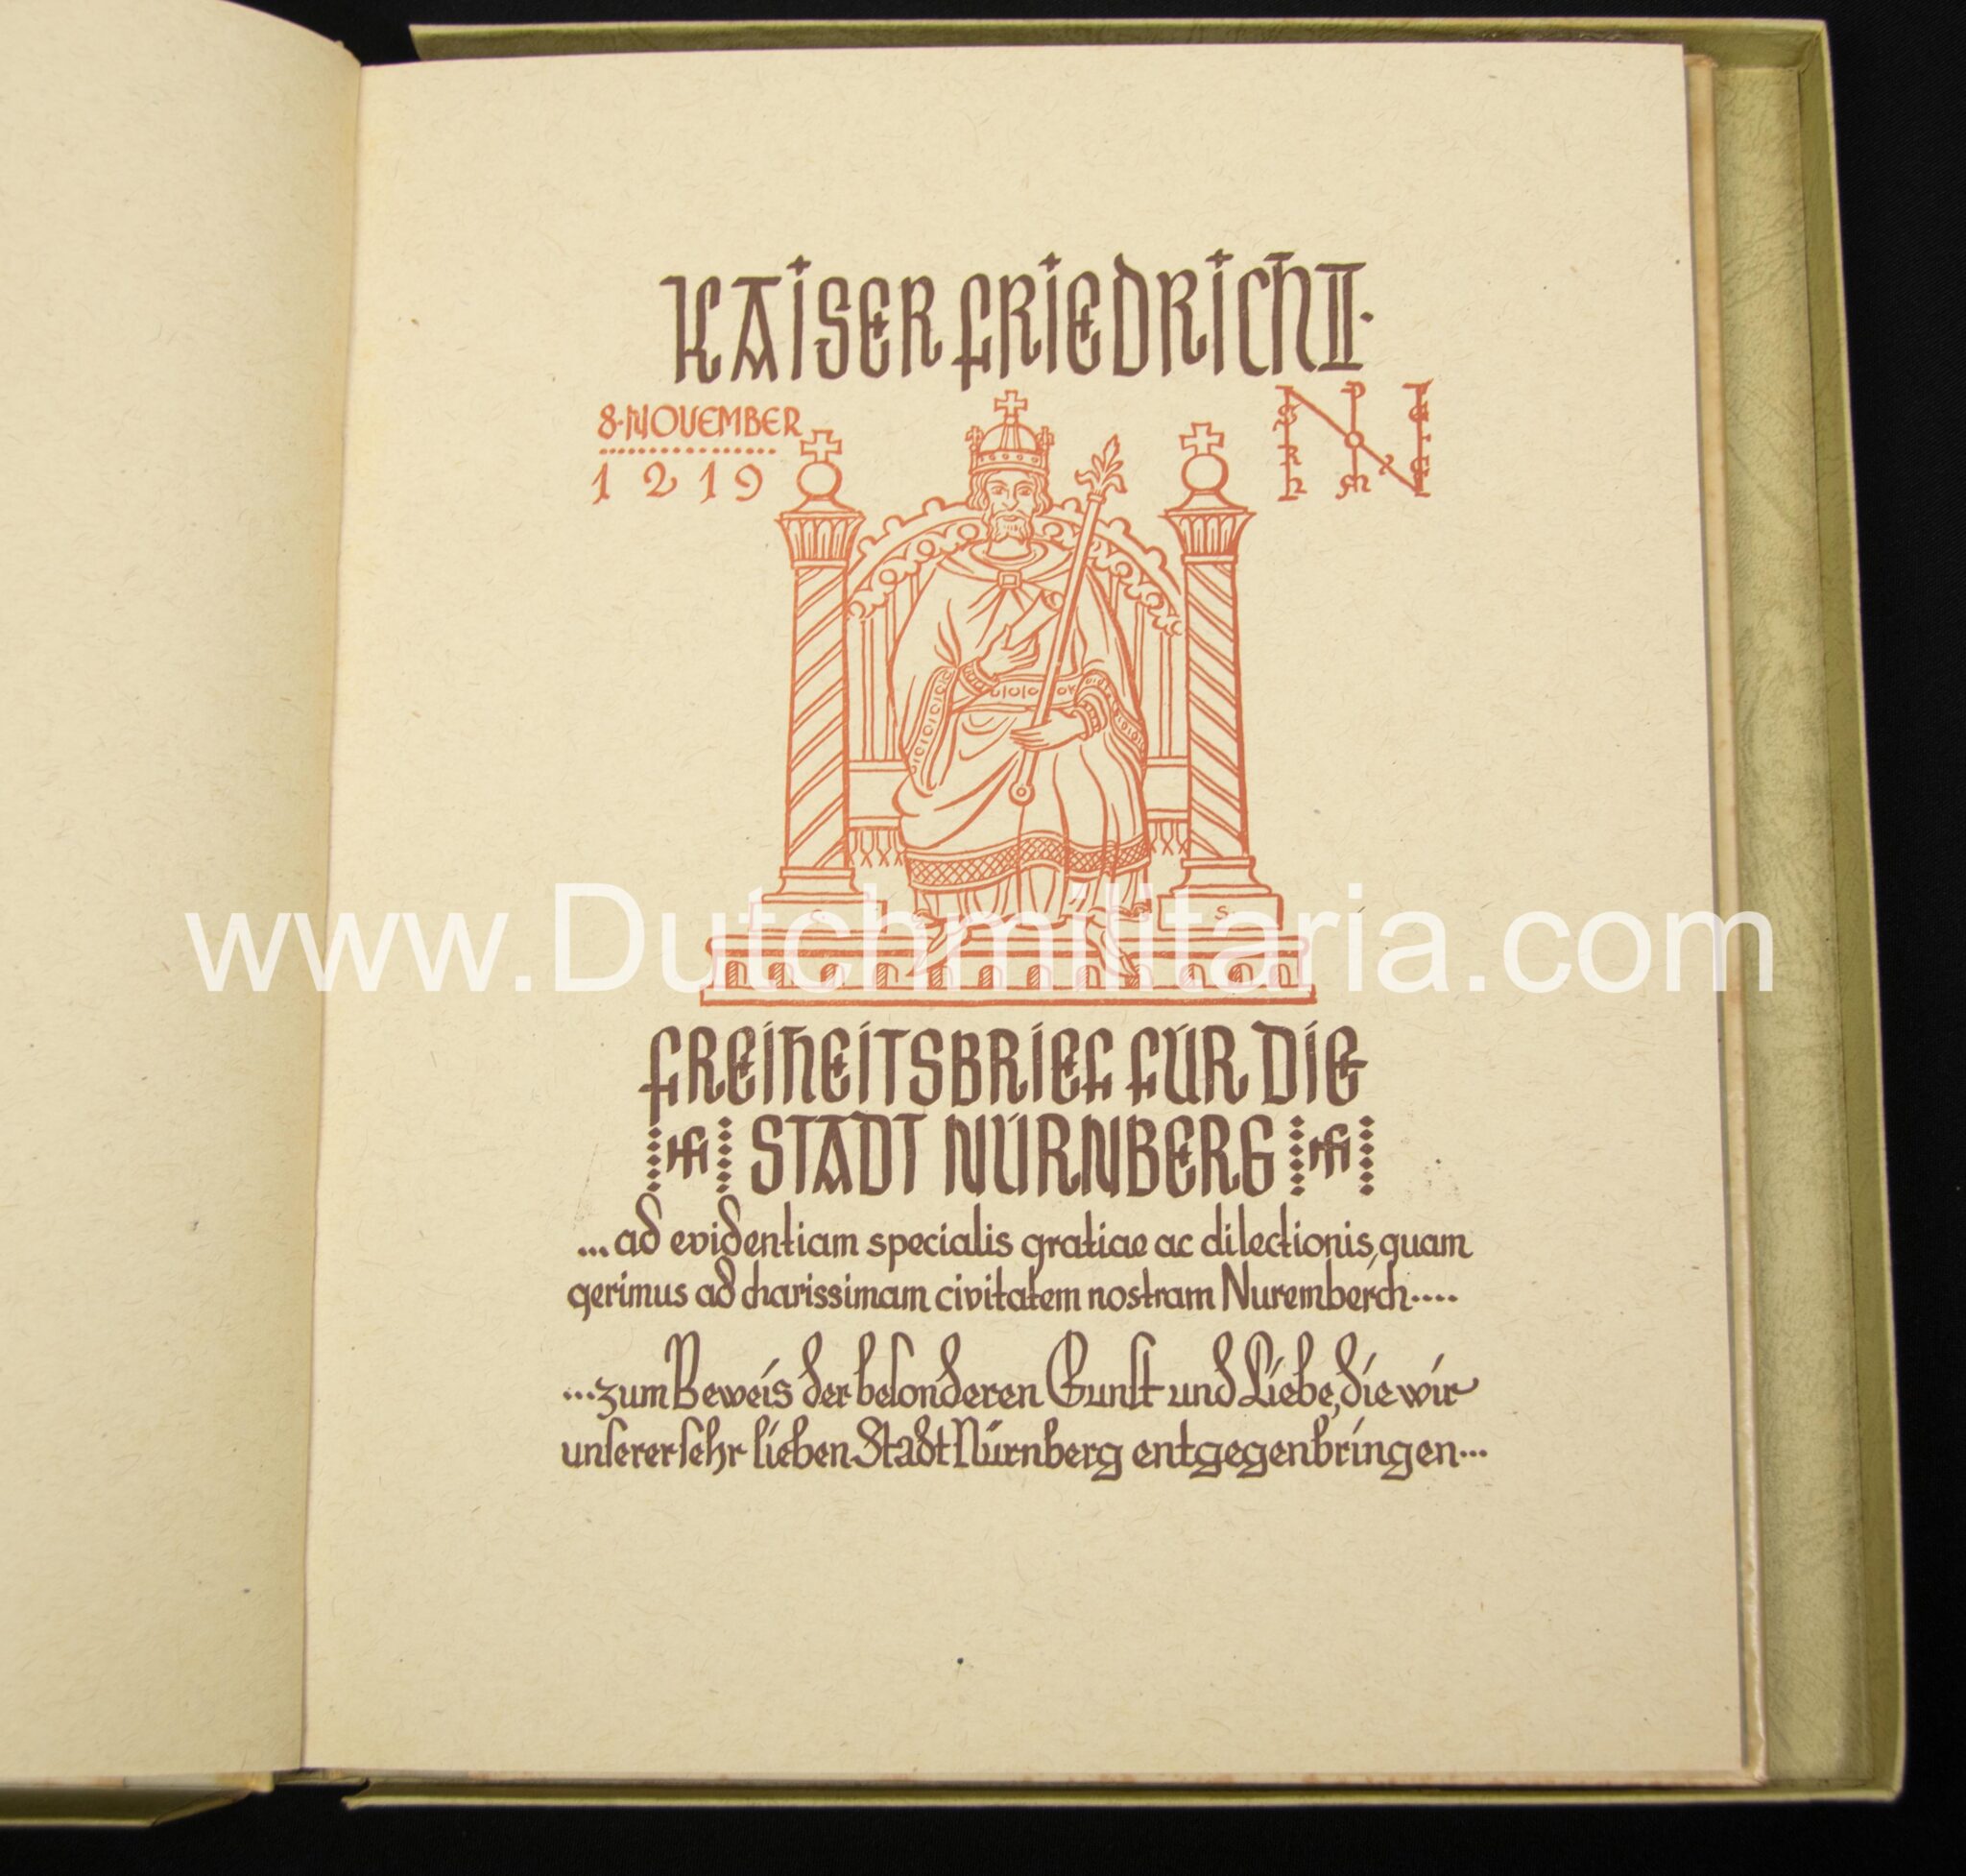 KAISER FRIEDRICH II.
8. NOVEMBER
1219
www.Dutchmilitaria.com
FREIHEITSBRIEF FÜR DIE
STADT NÜRNBERG
...ad evidentiam specialis gratiae ac dilectionis, quam
gerimus ad charissimam civitatem nostram Nuremberch....
...zum Beweis der besonderen Gunst und Liebe, die wir
unserer sehr lieben Stadt Nürnberg entgegenbringen...